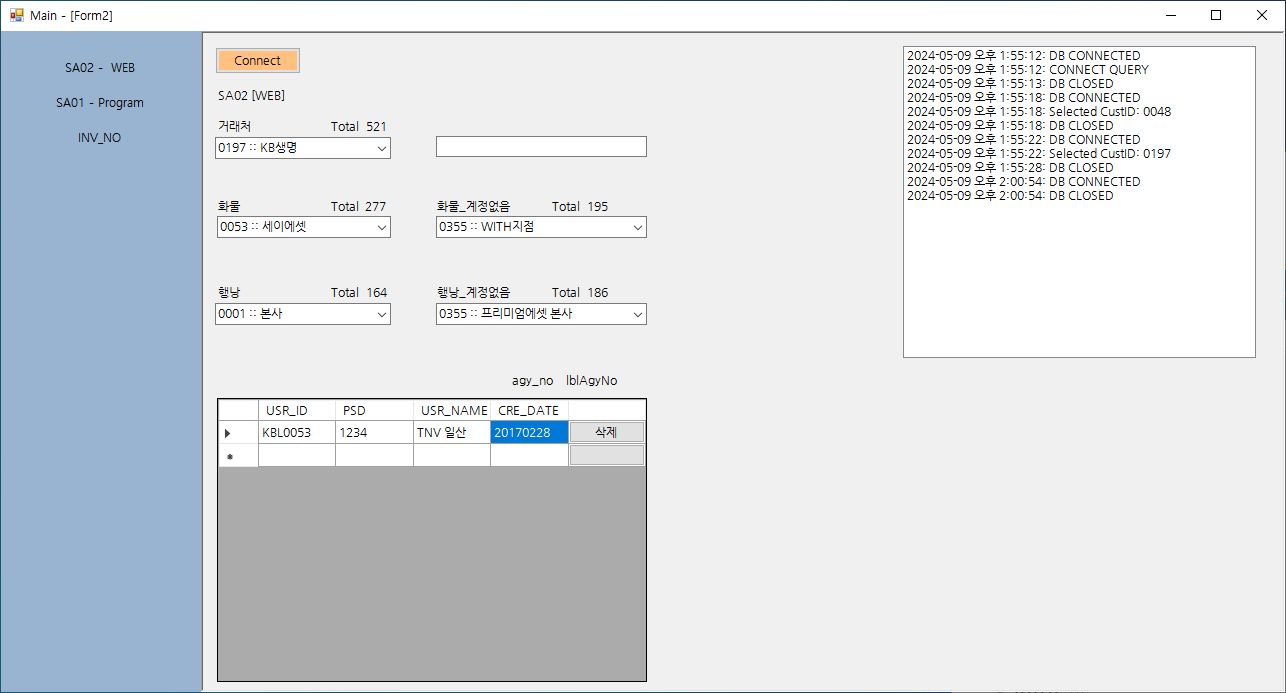 Main - [Form2]
SA02 - WEB
SA01 - Program
INV_NO
Connect
SA02 [WEB]
거래처 Total 521
0197 :: KB생명
화물 Total 277
화물_계정없음 Total 195
0053 :: 세이에셋
0355 :: WITH지점
행낭 Total 164
행낭_계정없음 Total 186
0001 :: 본사
0355 :: 프리미엄에셋 본사
agy_no lblAgyNo
USR_ID PSD USR_NAME CRE_DATE
KBL0053 1234 TNV 일산 20170228 삭제
2024-05-09 오후 1:55:12: DB CONNECTED
2024-05-09 오후 1:55:12: CONNECT QUERY
2024-05-09 오후 1:55:13: DB CLOSED
2024-05-09 오후 1:55:18: DB CONNECTED
2024-05-09 오후 1:55:18: Selected CustID: 0048
2024-05-09 오후 1:55:18: DB CLOSED
2024-05-09 오후 1:55:22: DB CONNECTED
2024-05-09 오후 1:55:22: Selected CustID: 0197
2024-05-09 오후 1:55:28: DB CLOSED
2024-05-09 오후 2:00:54: DB CONNECTED
2024-05-09 오후 2:00:54: DB CLOSED